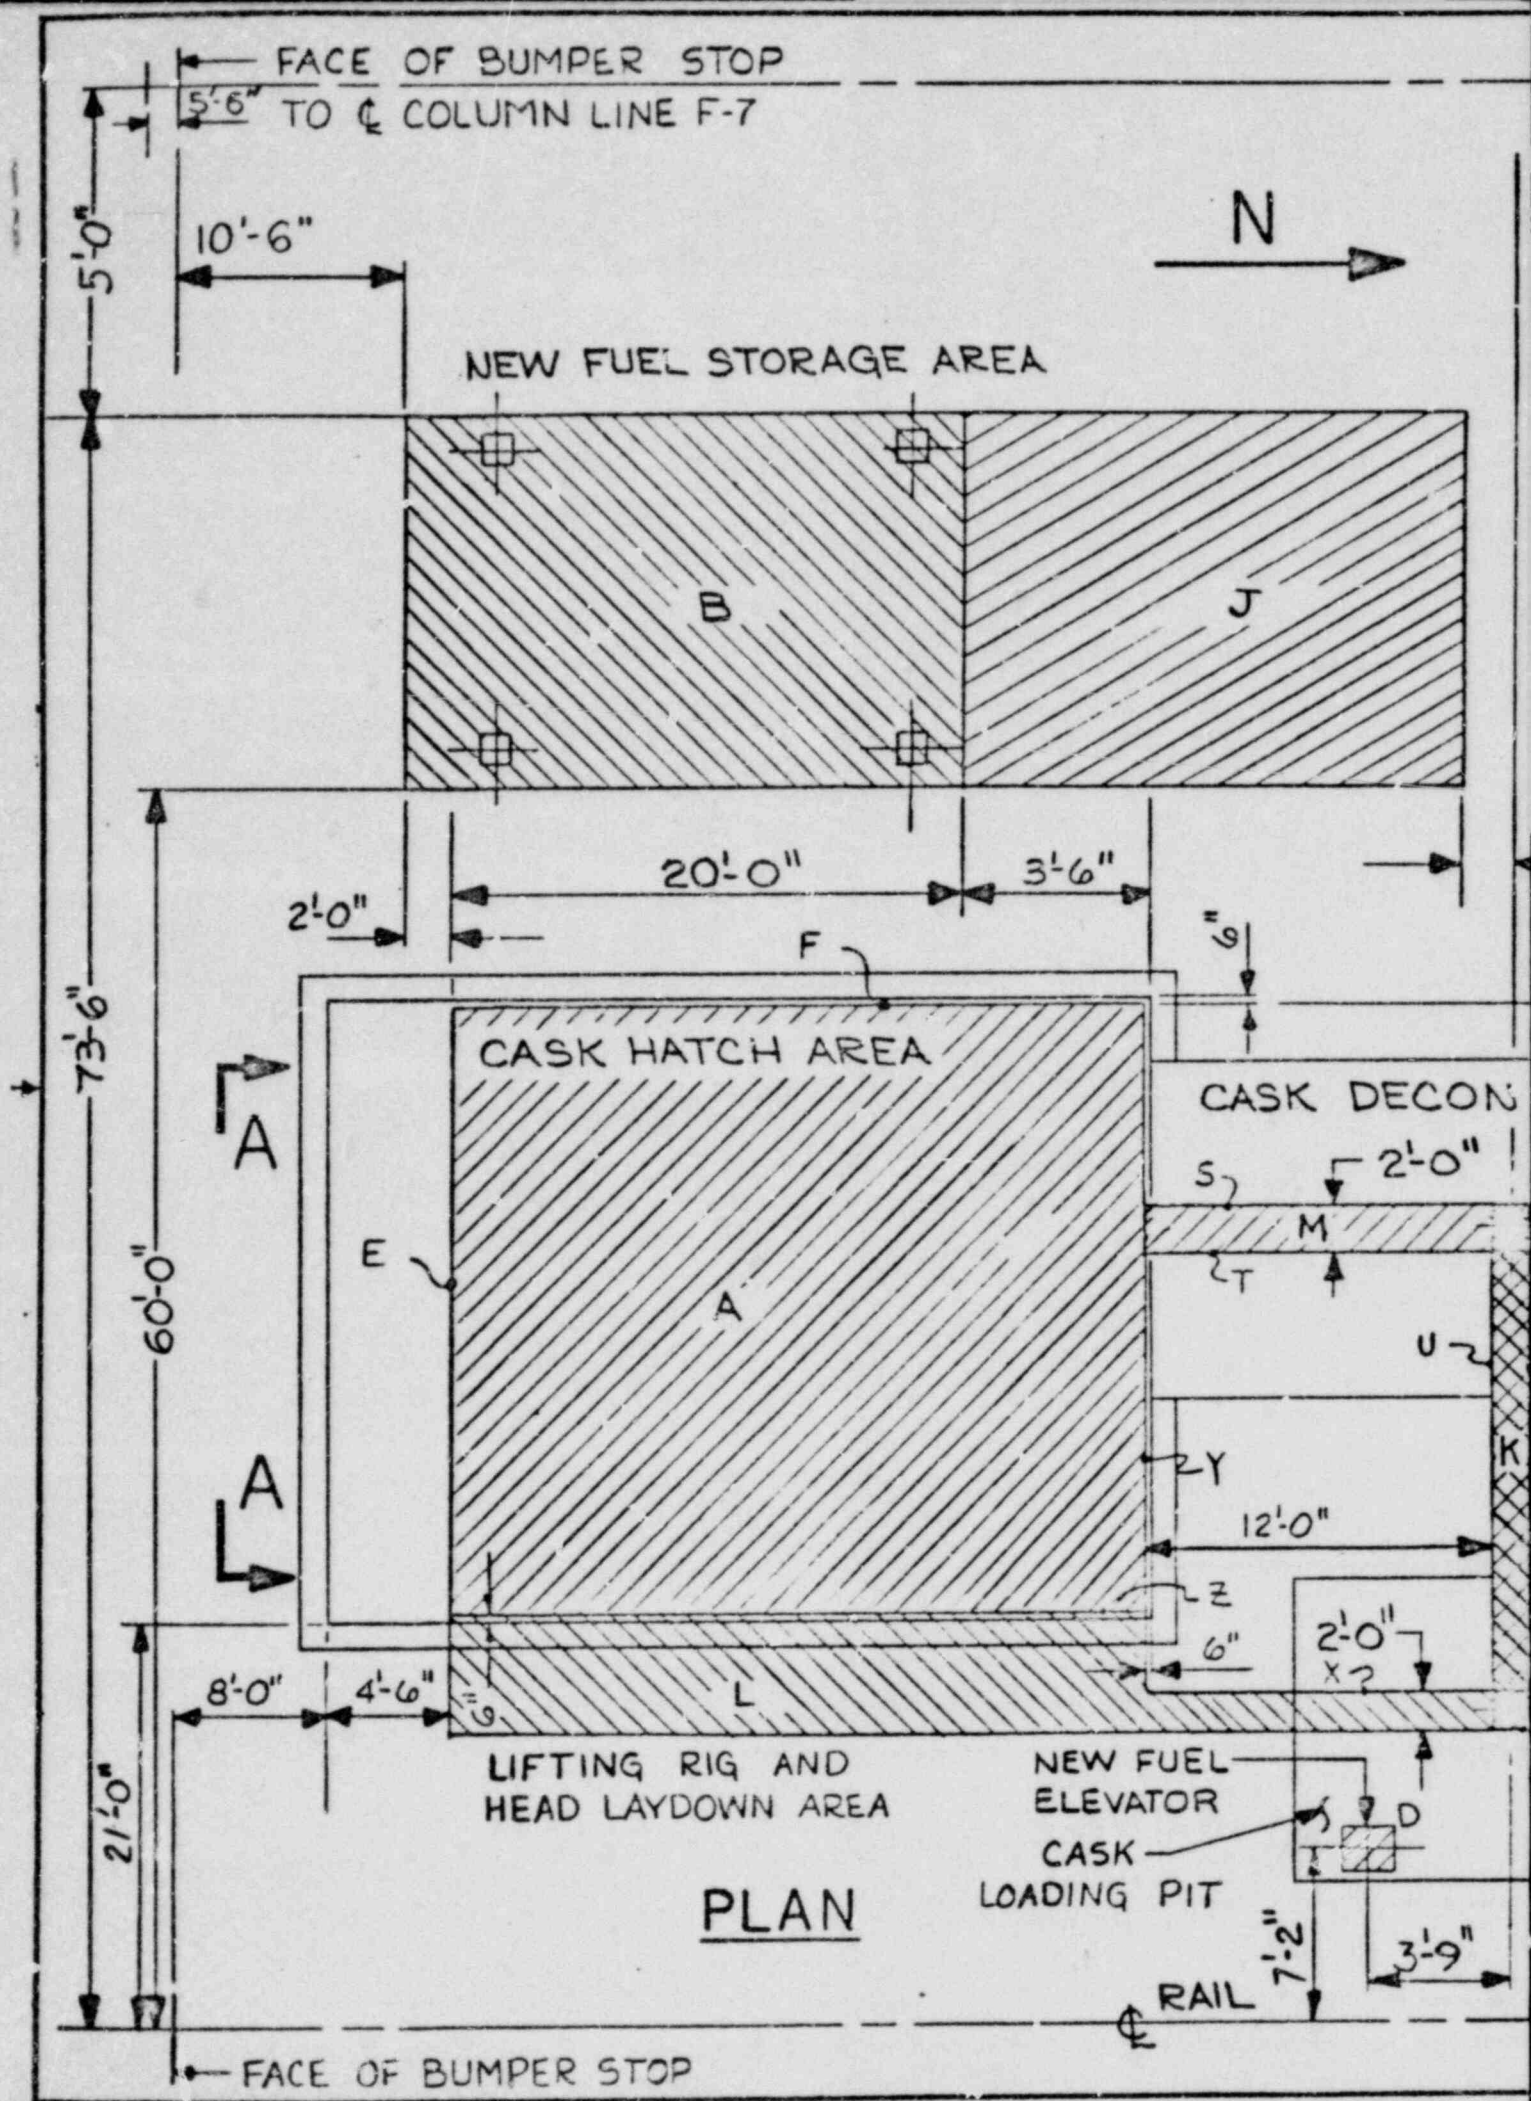 FACE OF BUMPER STOP
5'-6" TO ℄ COLUMN LINE F-7
5'-0"
10'-6"
N
NEW FUEL STORAGE AREA
B
J
20'-0"
3'-6"
2'-0"
6"
F
73'-6"
CASK HATCH AREA
CASK DECON
A
2'-0"
S
M
T
E
A
60'-0"
U
K
A
Y
12'-0"
Z
2'-0"
6"
X
8'-0"
4'-6"
6"
L
LIFTING RIG AND
HEAD LAYDOWN AREA
NEW FUEL
ELEVATOR
D
CASK
LOADING PIT
21'-0"
PLAN
7'-2"
3'-9"
℄ RAIL
FACE OF BUMPER STOP